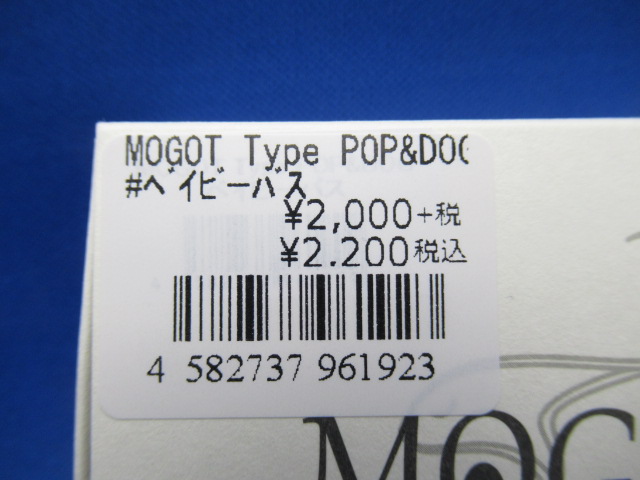 MOGOT Type POP&DOG
#ベイビーバス
¥2,000+税
¥2.200税込
4 582737 961923
MOG